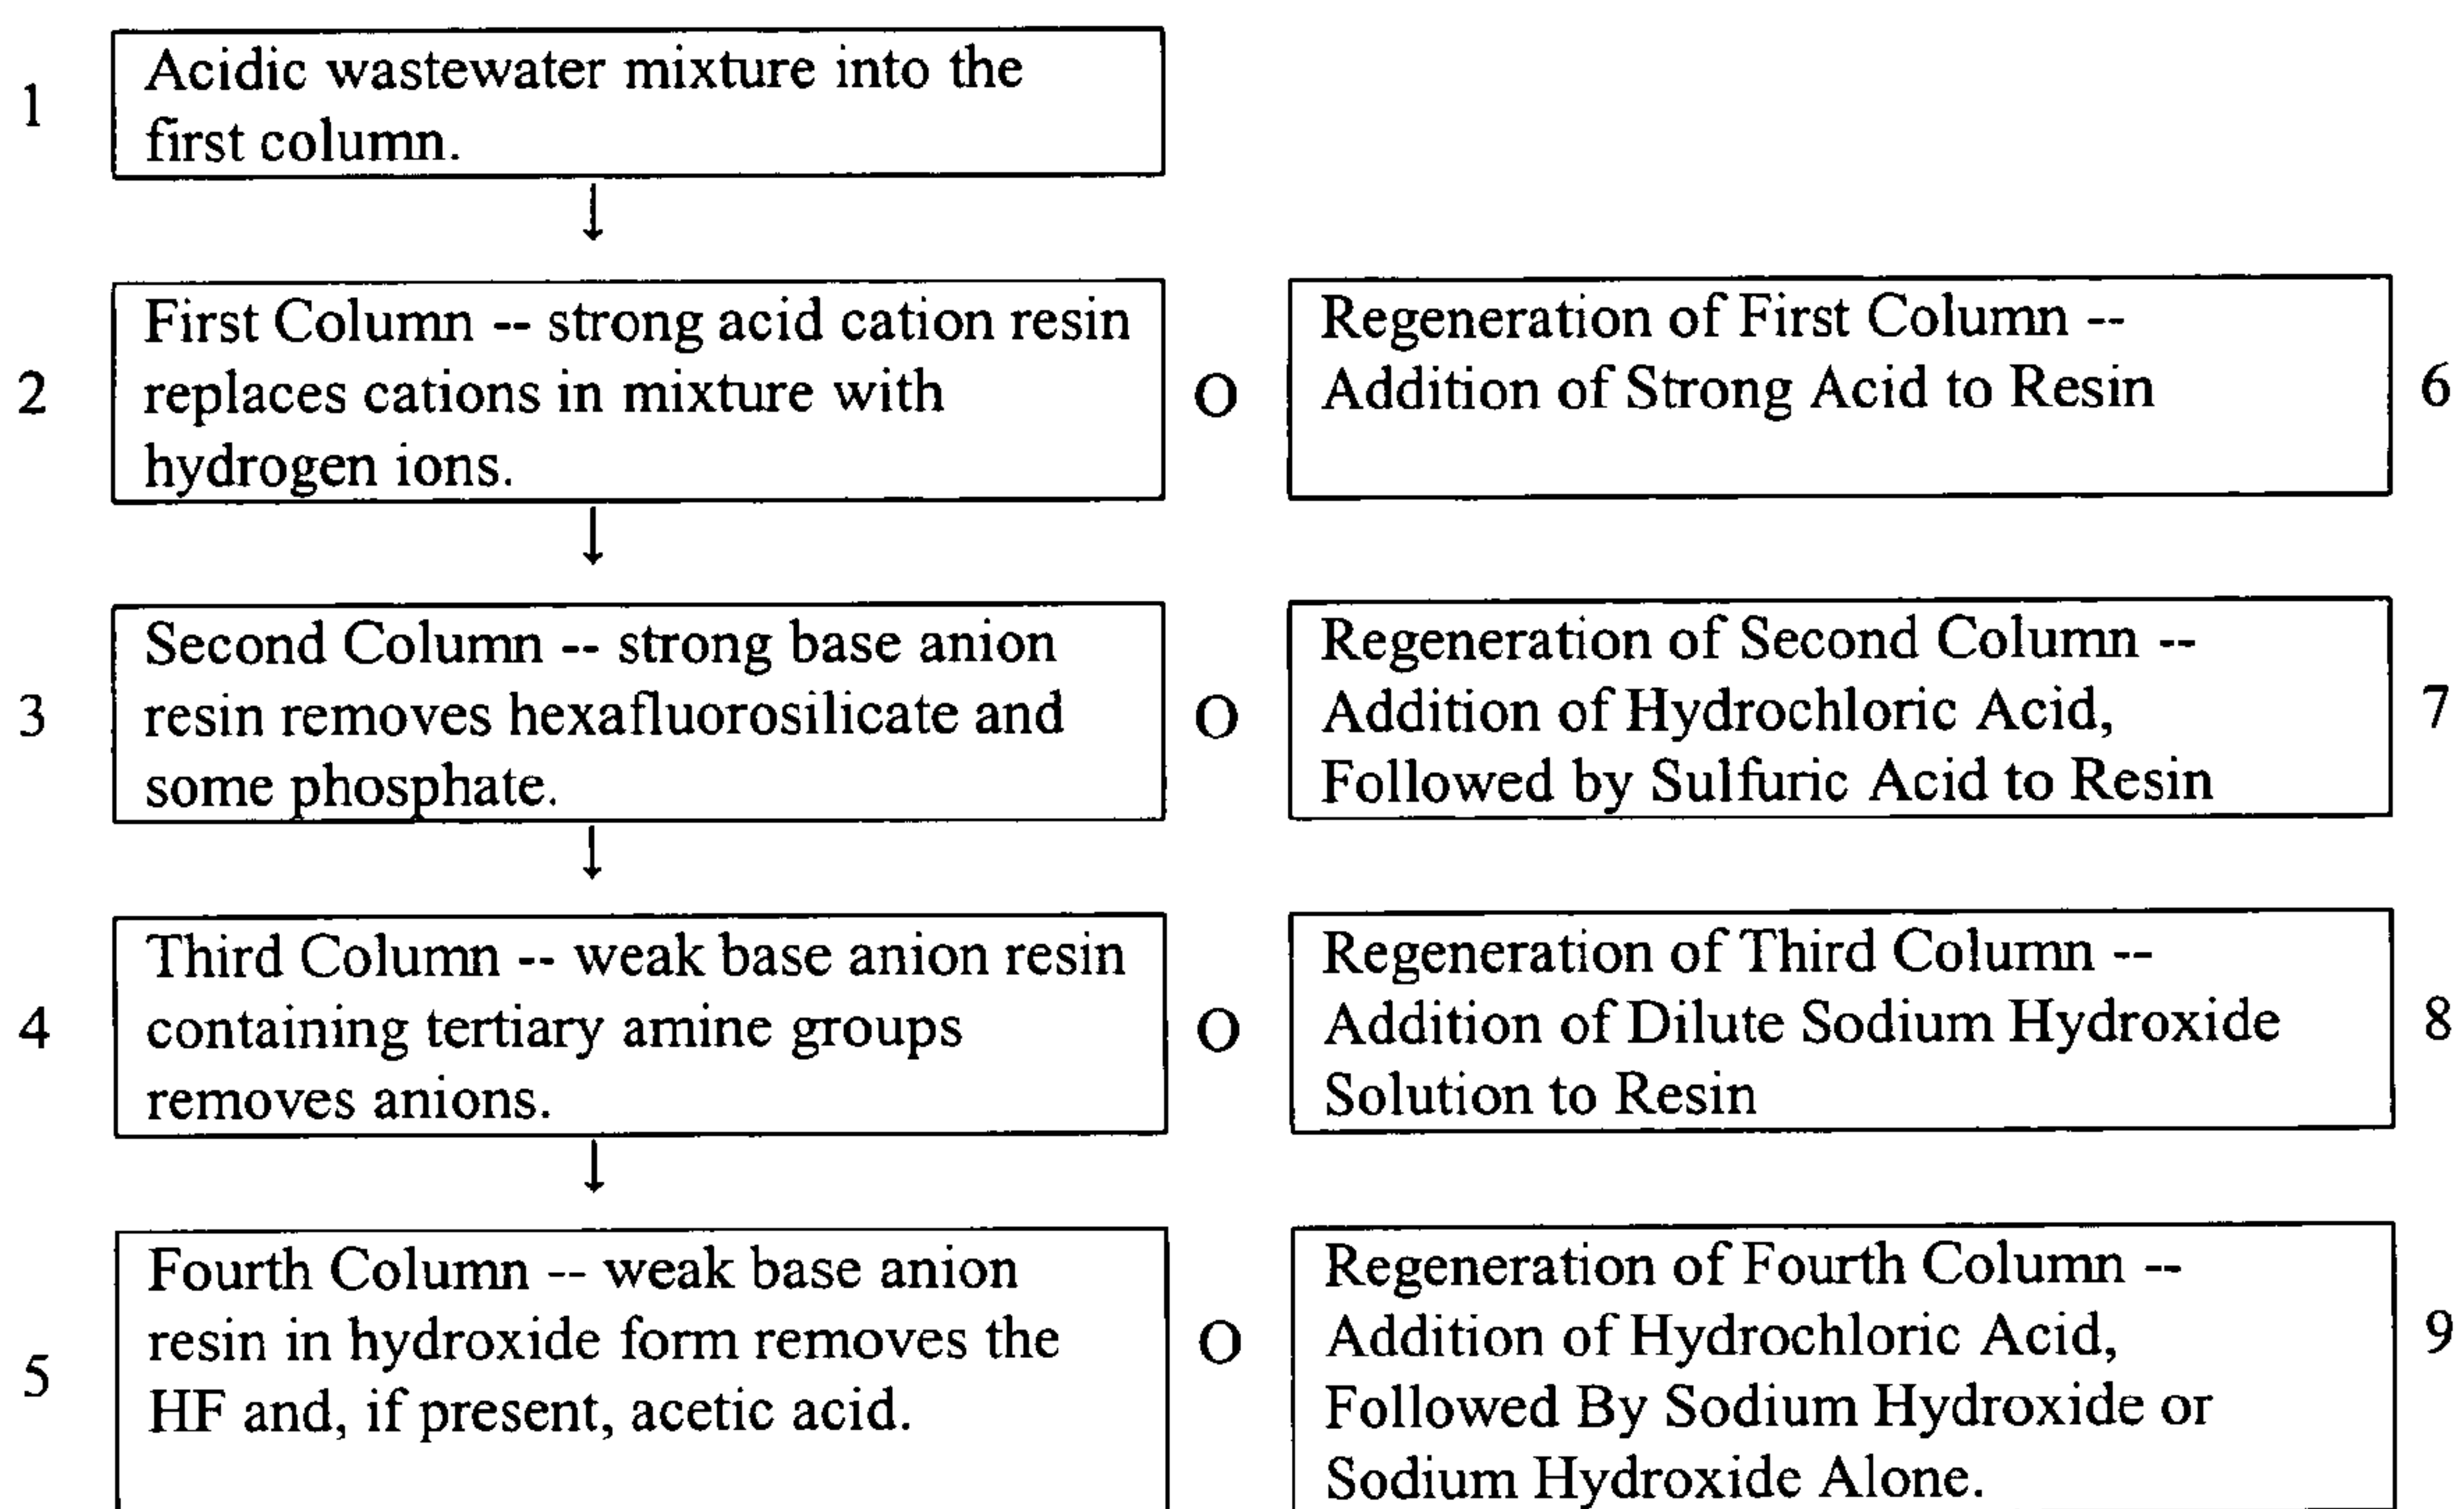 1
Acidic wastewater mixture into the
first column.
↓
2
First Column -- strong acid cation resin
replaces cations in mixture with
hydrogen ions.
O
Regeneration of First Column --
Addition of Strong Acid to Resin
6
↓
3
Second Column -- strong base anion
resin removes hexafluorosilicate and
some phosphate.
O
Regeneration of Second Column --
Addition of Hydrochloric Acid,
Followed by Sulfuric Acid to Resin
7
↓
4
Third Column -- weak base anion resin
containing tertiary amine groups
removes anions.
O
Regeneration of Third Column --
Addition of Dilute Sodium Hydroxide
Solution to Resin
8
↓
5
Fourth Column -- weak base anion
resin in hydroxide form removes the
HF and, if present, acetic acid.
O
Regeneration of Fourth Column --
Addition of Hydrochloric Acid,
Followed By Sodium Hydroxide or
Sodium Hydroxide Alone.
9